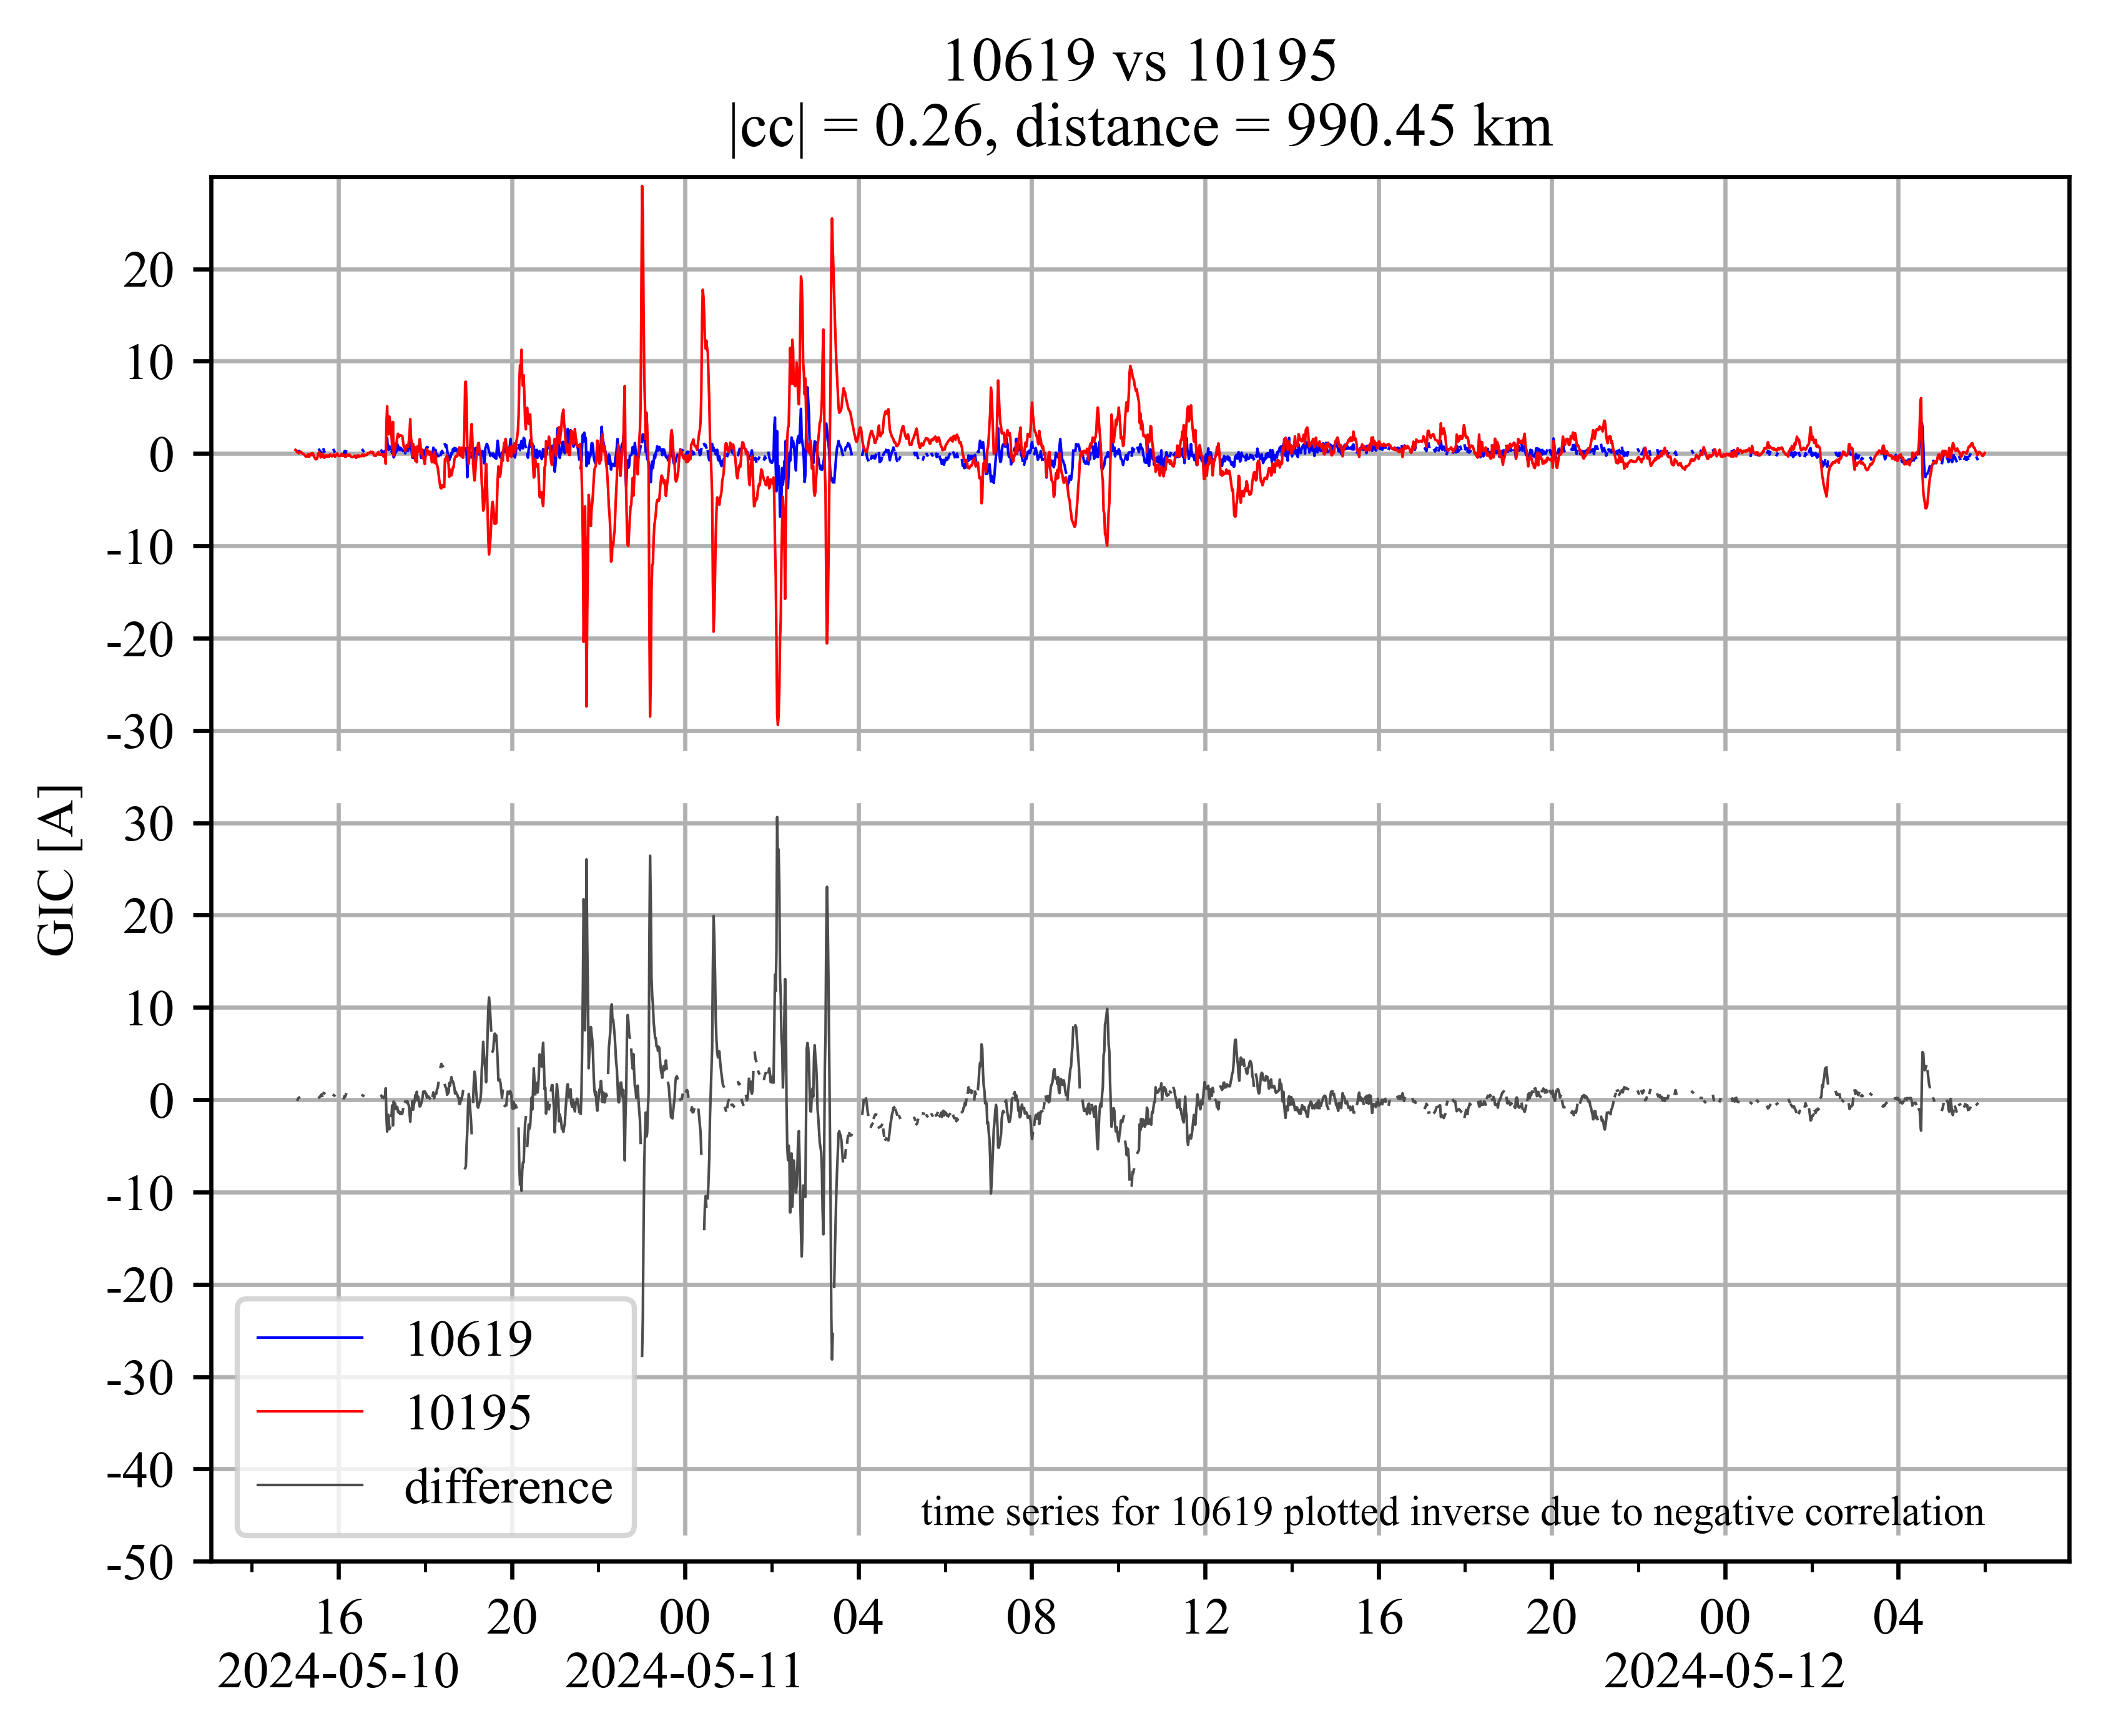 10619 vs 10195
|cc| = 0.26, distance = 990.45 km
20
10
0
-10
-20
-30
30
20
10
0
-10
-20
-30
-40
-50
GIC [A]
10619
10195
difference
time series for 10619 plotted inverse due to negative correlation
16 20 00 04 08 12 16 20 00 04
2024-05-10 2024-05-11 2024-05-12